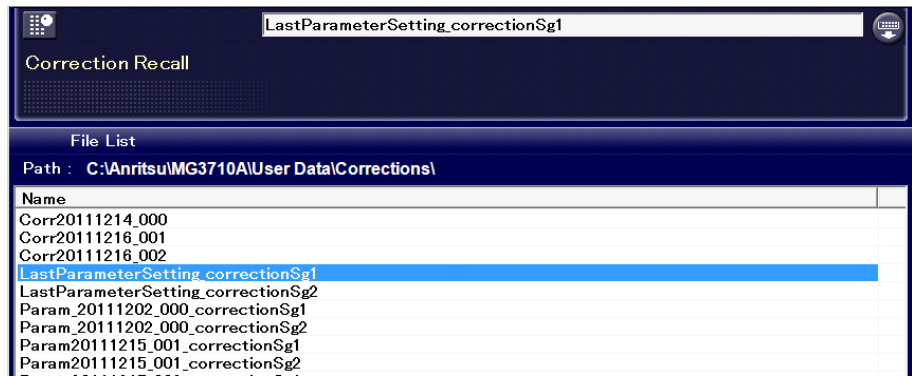 LastParameterSetting_correctionSg1
Correction Recall
File List
Path : C:\Anritsu\MG3710A\User Data\Corrections\
Name
Corr20111214_000
Corr20111216_001
Corr20111216_002
LastParameterSetting_correctionSg1
LastParameterSetting_correctionSg2
Param_20111202_000_correctionSg1
Param_20111202_000_correctionSg2
Param20111215_001_correctionSg1
Param20111215_001_correctionSg2